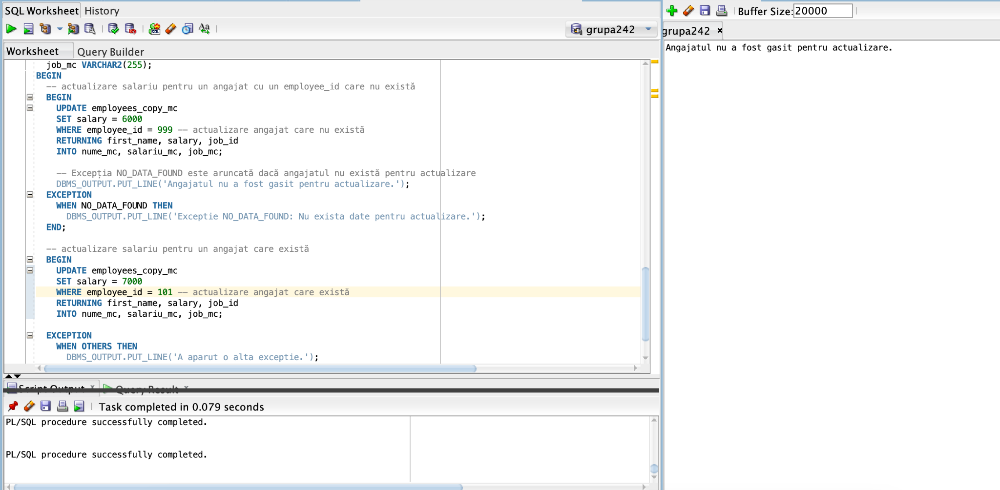 SQL Worksheet History
grupa242
Worksheet Query Builder
job_mc VARCHAR2(255);
BEGIN
-- actualizare salariu pentru un angajat cu un employee_id care nu există
BEGIN
UPDATE employees_copy_mc
SET salary = 6000
WHERE employee_id = 999 -- actualizare angajat care nu există
RETURNING first_name, salary, job_id
INTO nume_mc, salariu_mc, job_mc;
-- Excepția NO_DATA_FOUND este aruncată dacă angajatul nu există pentru actualizare
DBMS_OUTPUT.PUT_LINE('Angajatul nu a fost gasit pentru actualizare.');
EXCEPTION
WHEN NO_DATA_FOUND THEN
DBMS_OUTPUT.PUT_LINE('Exceptie NO_DATA_FOUND: Nu exista date pentru actualizare.');
END;
-- actualizare salariu pentru un angajat care există
BEGIN
UPDATE employees_copy_mc
SET salary = 7000
WHERE employee_id = 101 -- actualizare angajat care există
RETURNING first_name, salary, job_id
INTO nume_mc, salariu_mc, job_mc;
EXCEPTION
WHEN OTHERS THEN
DBMS_OUTPUT.PUT_LINE('A aparut o alta exceptie.');
Script Output Query Result
Task completed in 0.079 seconds
PL/SQL procedure successfully completed.
PL/SQL procedure successfully completed.
Buffer Size: 20000
grupa242
Angajatul nu a fost gasit pentru actualizare.